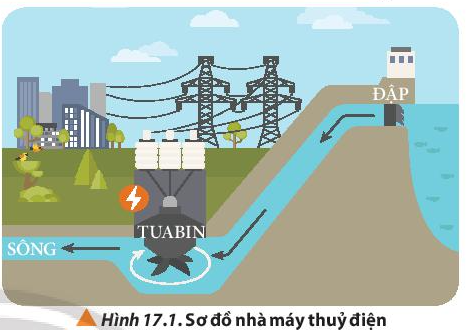 ĐẬP
TUABIN
SÔNG
Hình 17.1. Sơ đồ nhà máy thuỷ điện